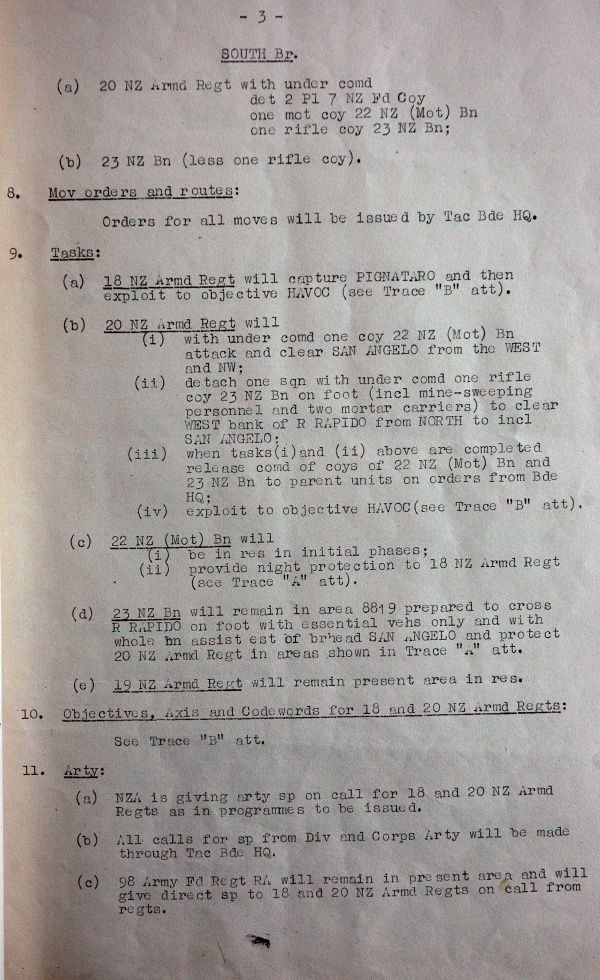 - 3 -
SOUTH Br.
(a) 20 NZ Armd Regt with under comd
det 2 Pl 7 NZ Fd Coy
one mot coy 22 NZ (Mot) Bn
one rifle coy 23 NZ Bn;
(b) 23 NZ Bn (less one rifle coy).
8. Mov orders and routes:
Orders for all moves will be issued by Tac Bde HQ.
9. Tasks:
(a) 18 NZ Armd Regt will capture PIGNATARO and then
exploit to objective HAVOC (see Trace "B" att).
(b) 20 NZ Armd Regt will
(i) with under comd one coy 22 NZ (Mot) Bn
attack and clear SAN ANGELO from the WEST
and NW;
(ii) detach one sqn with under comd one rifle
coy 23 NZ Bn on foot (incl mine-sweeping
personnel and two mortar carriers) to clear
WEST bank of R RAPIDO from NORTH to incl
SAN ANGELO;
(iii) when tasks(i)and (ii) above are completed
release comd of coys of 22 NZ (Mot) Bn and
23 NZ Bn to parent units on orders from Bde
HQ;
(iv) exploit to objective HAVOC(see Trace "B" att).
(c) 22 NZ (Mot) Bn will
(i) be in res in initial phases;
(ii) provide night protection to 18 NZ Armd Regt
(see Trace "A" att).
(d) 23 NZ Bn will remain in area 8819 prepared to cross
R RAPIDO on foot with essential vehs only and with
whole bn assist est of brhead SAN ANGELO and protect
20 NZ Armd Regt in areas shown in Trace "A" att.
(e) 19 NZ Armd Regt will remain present area in res.
10. Objectives, Axis and Codewords for 18 and 20 NZ Armd Regts:
See Trace "B" att.
11. Arty:
(a) NZA is giving arty sp on call for 18 and 20 NZ Armd
Regts as in programmes to be issued.
(b) All calls for sp from Div and Corps Arty will be made
through Tac Bde HQ.
(c) 98 Army Fd Regt RA will remain in present area and will
give direct sp to 18 and 20 NZ Armd Regts on call from
regts.